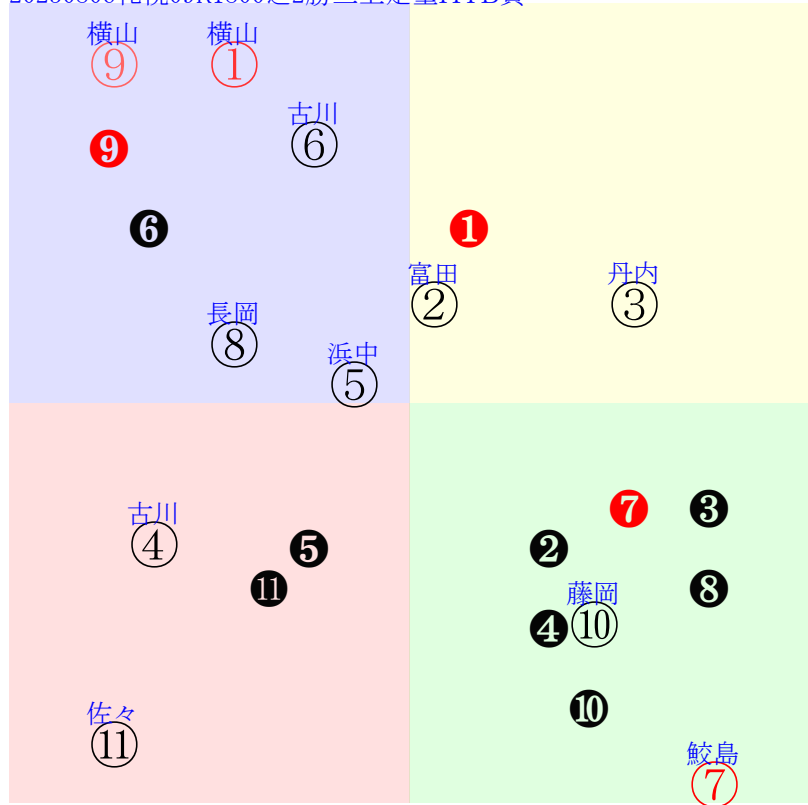 横山 横山
⑨ ①
古川
⑥
❾
❻ ❶
富田 丹内
② ③
長岡
⑧
浜中
⑤
❼ ❸
古川
④ ❺ ❷
⓫ ❽
藤岡
❹ ⑩
❿
佐々
⑪
鮫島
⑦